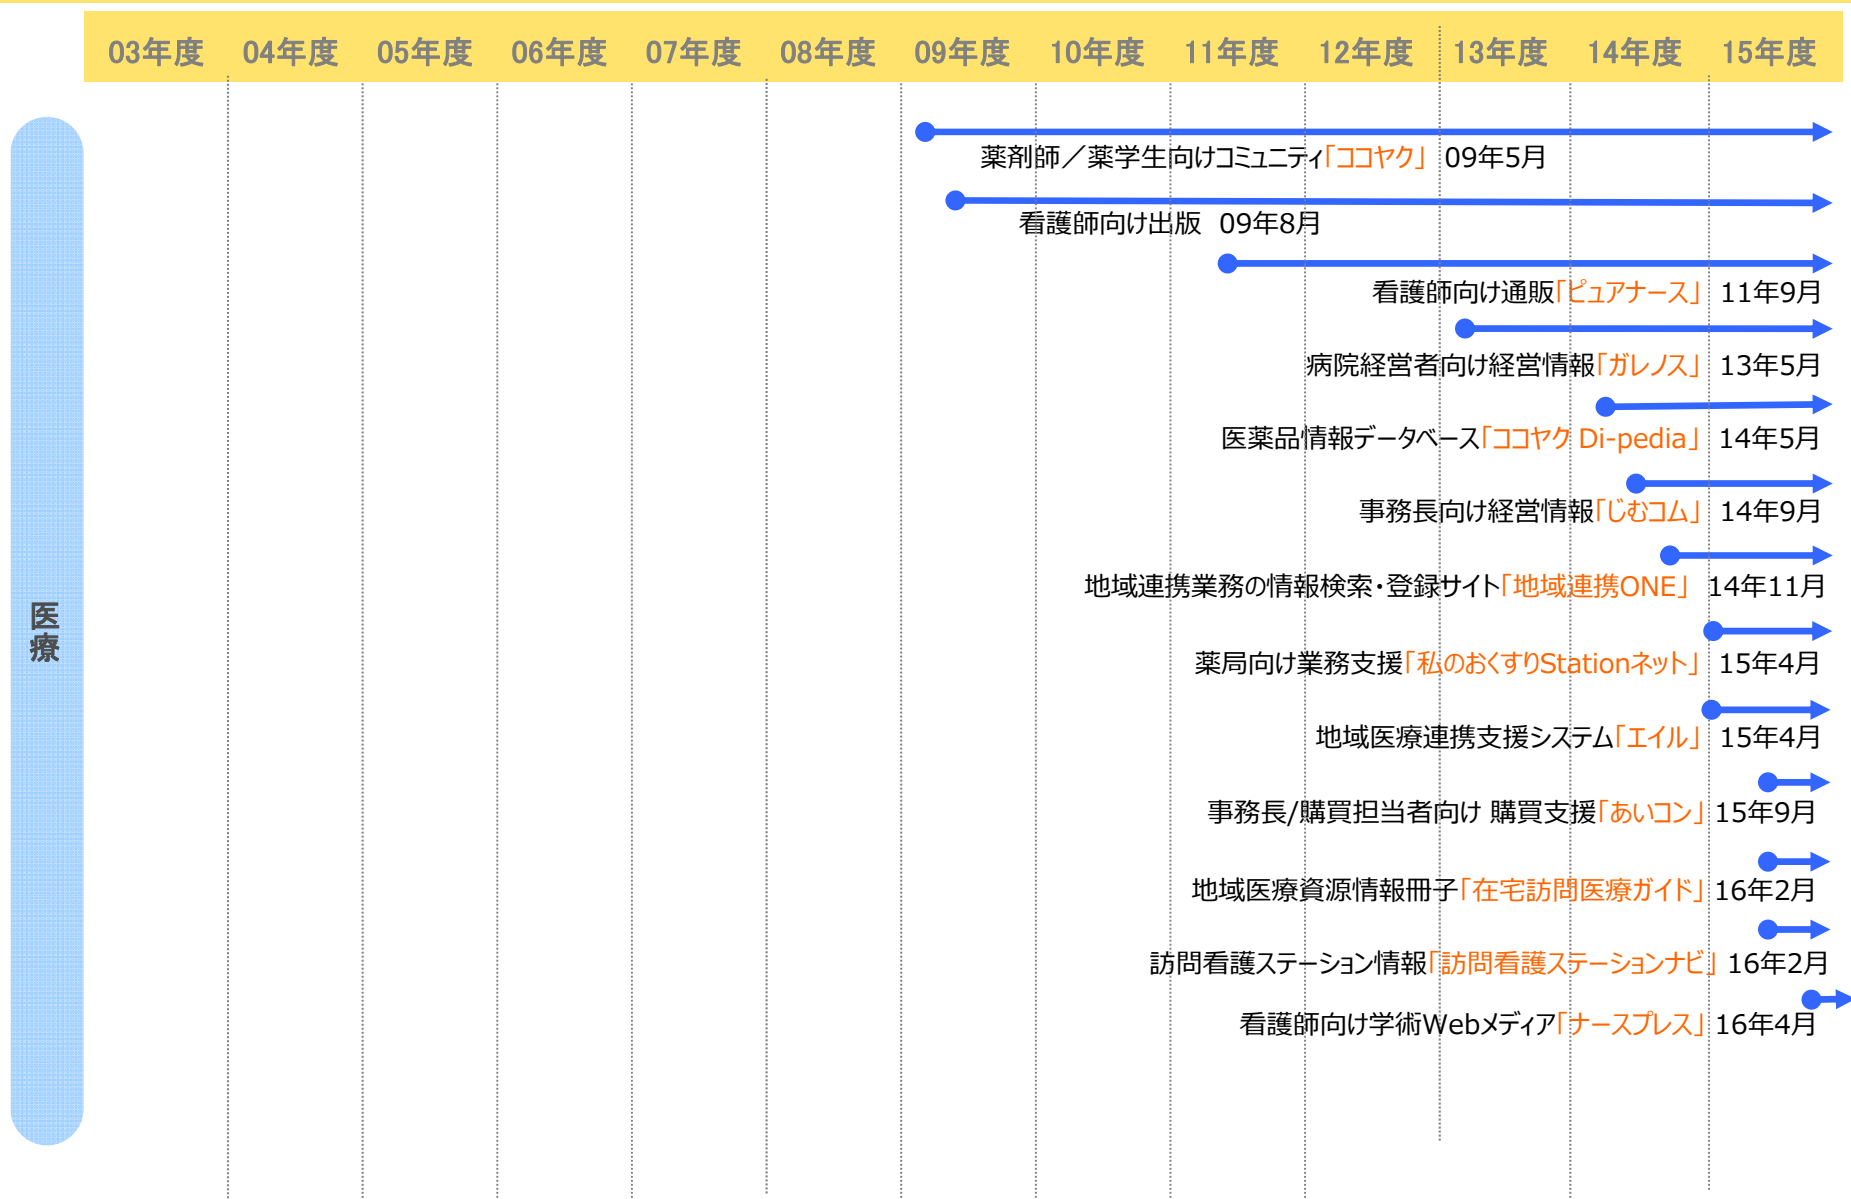 03年度 04年度 05年度 06年度 07年度 08年度 09年度 10年度 11年度 12年度 13年度 14年度 15年度
医療
薬剤師／薬学生向けコミュニティ「ココヤク」 09年5月
看護師向け出版 09年8月
看護師向け通販「ピュアナース」 11年9月
病院経営者向け経営情報「ガレノス」 13年5月
医薬品情報データベース「ココヤク Di-pedia」 14年5月
事務長向け経営情報「じむコム」 14年9月
地域連携業務の情報検索・登録サイト「地域連携ONE」 14年11月
薬局向け業務支援「私のおくすりStationネット」 15年4月
地域医療連携支援システム「エイル」 15年4月
事務長/購買担当者向け 購買支援「あいコン」 15年9月
地域医療資源情報冊子「在宅訪問医療ガイド」 16年2月
訪問看護ステーション情報「訪問看護ステーションナビ」 16年2月
看護師向け学術Webメディア「ナースプレス」 16年4月